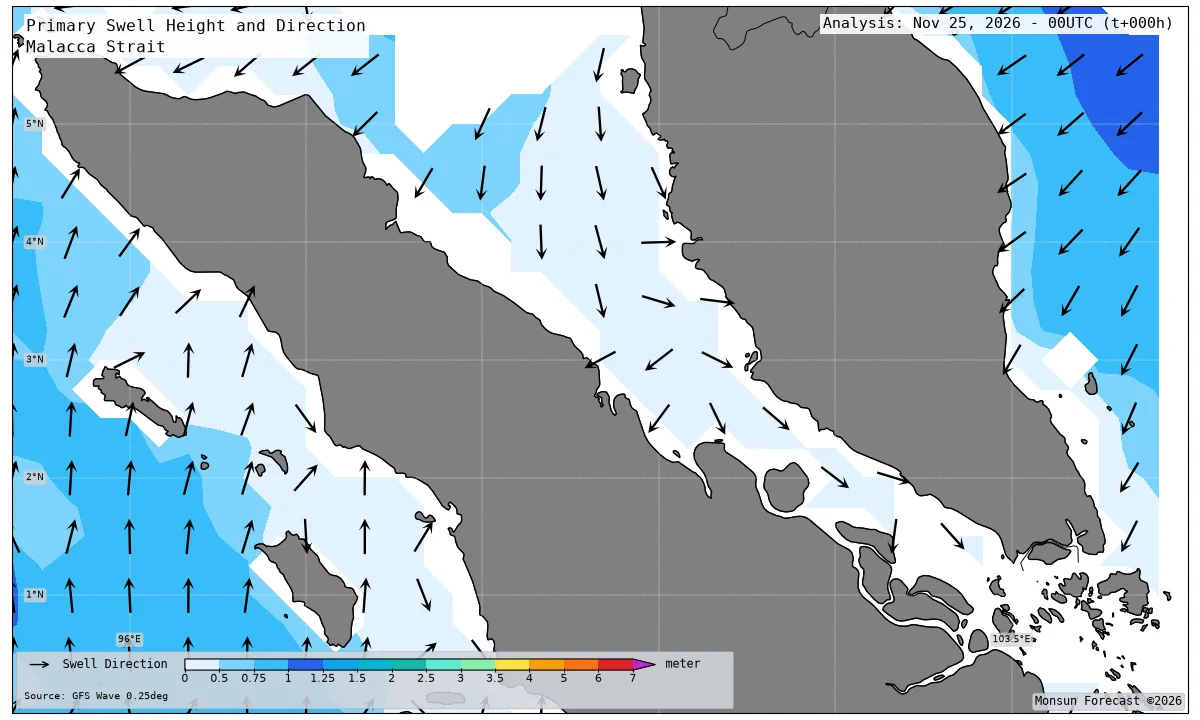 Primary Swell Height and Direction
Malacca Strait
Analysis: Nov 25, 2026 - 00UTC (t+000h)
5°N
4°N
3°N
2°N
1°N
96°E
103.5°E
Swell Direction
0 0.5 0.75 1 1.25 1.5 2 2.5 3 3.5 4 5 6 7
meter
Source: GFS Wave 0.25deg
Monsun Forecast ©2026